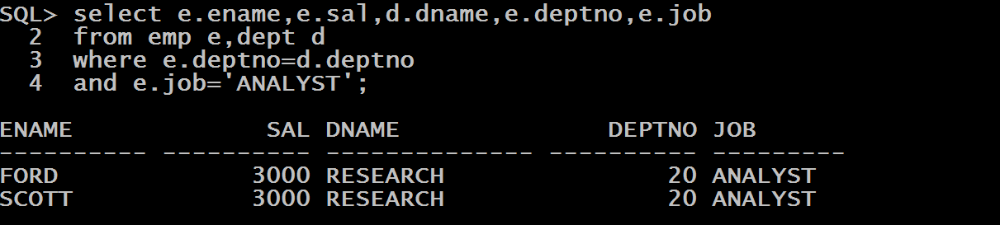 SQL> select e.ename,e.sal,d.dname,e.deptno,e.job
  2  from emp e,dept d
  3  where e.deptno=d.deptno
  4  and e.job='ANALYST';

ENAME             SAL DNAME              DEPTNO JOB
---------- ---------- -------------- ---------- ---------
FORD             3000 RESEARCH               20 ANALYST
SCOTT            3000 RESEARCH               20 ANALYST